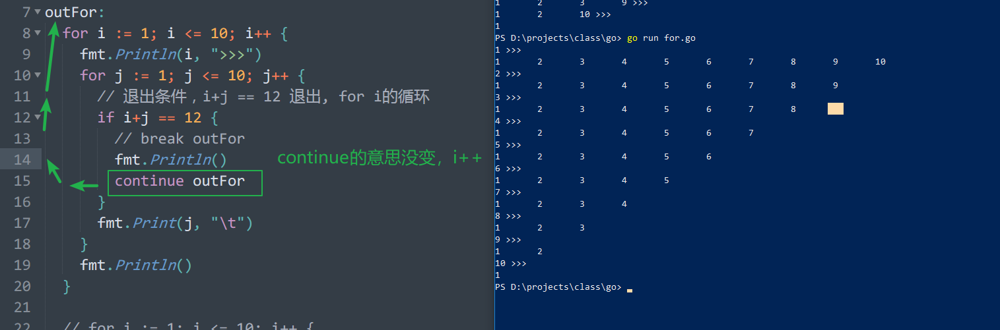 7 outFor:
8 for i := 1; i <= 10; i++ {
9 fmt.Println(i, ">>>")
10 for j := 1; j <= 10; j++ {
11 // 退出条件，i+j == 12 退出, for i的循环
12 if i+j == 12 {
13 // break outFor
14 fmt.Println()
continue的意思没变，i++
15 continue outFor
16 }
17 fmt.Print(j, "\t")
18 }
19 fmt.Println()
20 }
21
22 // for i := 1; i <= 10; i++ {
1 2 3 9 >>>
1 2 10 >>>
1
PS D:\projects\class\go> go run for.go
1 >>>
1 2 3 4 5 6 7 8 9 10
2 >>>
1 2 3 4 5 6 7 8 9
3 >>>
1 2 3 4 5 6 7 8
4 >>>
1 2 3 4 5 6 7
5 >>>
1 2 3 4 5 6
6 >>>
1 2 3 4 5
7 >>>
1 2 3 4
8 >>>
1 2 3
9 >>>
1 2
10 >>>
1
PS D:\projects\class\go>